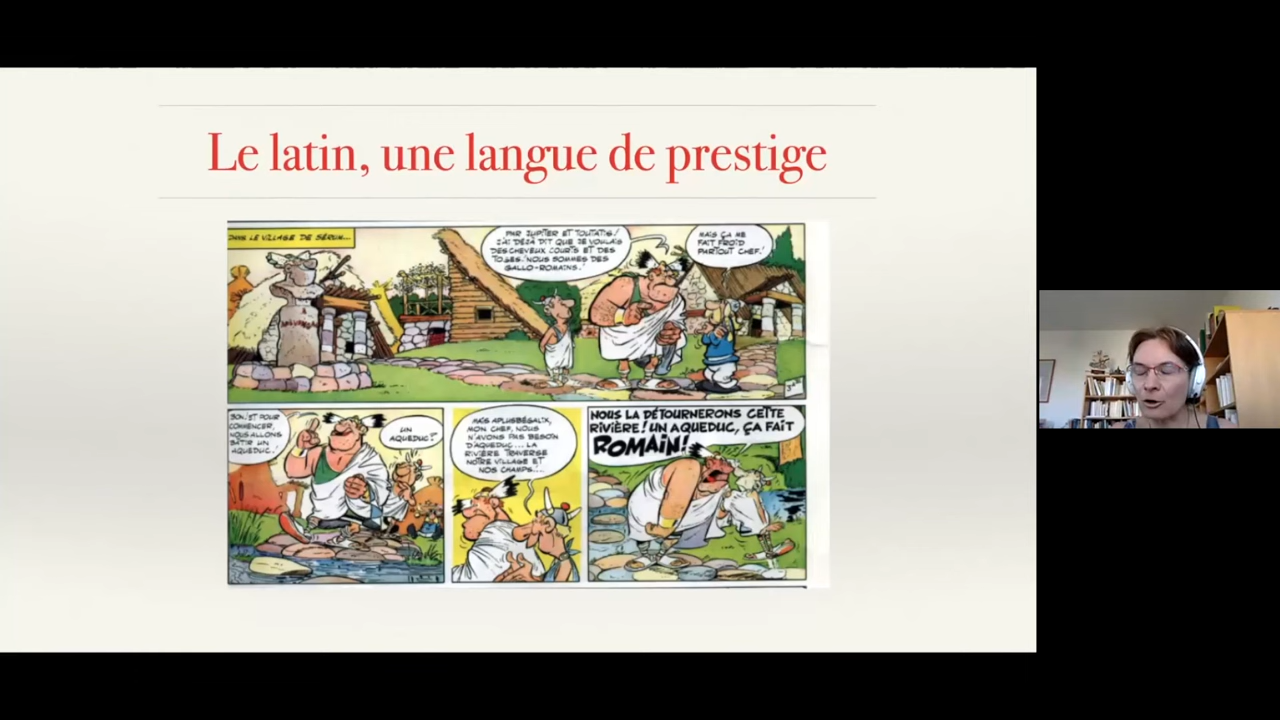 Le latin, une langue de prestige
DANS LE VILLAGE DE SÉRUM...
PAR JUPITER ET TOUTATIS!
J'AI DÉJÀ DIT QUE JE VOULAIS
DES CHEVEUX COURTS ET DES
TOGES. NOUS SOMMES DES
GALLO-ROMAINS!
MAIS ÇA ME
FAIT FROID
PARTOUT CHEF!
BON! ET POUR
COMMENCER,
NOUS ALLONS
BÂTIR UN
AQUEDUC!
UN
AQUEDUC?
MAIS APLUSBÉGALIX,
MON CHEF, NOUS
N'AVONS PAS BESOIN
D'AQUEDUC... LA
RIVIÈRE TRAVERSE
NOTRE VILLAGE ET
NOS CHAMPS!...
NOUS LA DÉTOURNERONS CETTE
RIVIÈRE! UN AQUEDUC, ÇA FAIT
ROMAIN!